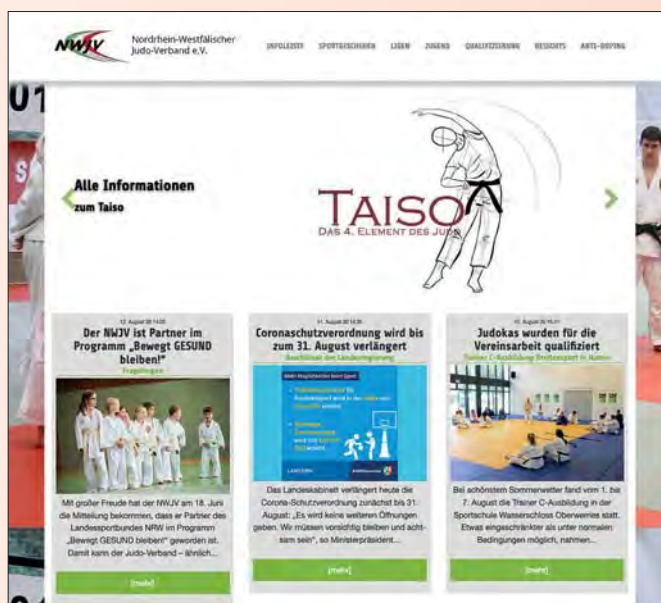 NWJV
Nordrhein-Westfälischer
Judo-Verband e.V.
SPORTGESCHEHEN LIGEN JUGEND QUALIFIZIERUNG RESSORTS ANTI-DOPING
01
Alle Informationen
zum Taiso
TAISO
DAS 4. ELEMENT DES JUDO
Der NWJV ist Partner im
Programm „Bewegt GESUND
bleiben!"
Mit großer Freude hat der NWJV am 18. Juni
die Mitteilung bekommen, dass er Partner des
Landessportbundes NRW im Programm
„Bewegt GESUND bleiben!" geworden ist.
Damit kann der Judo-Verband – ähnlich...
[mehr]
Coronaschutzverordnung wird bis
zum 31. August verlängert
Beschlüsse der Landesregierung
Das Landeskabinett verlängert heute die
Corona-Schutzverordnung zunächst bis 31.
August: „Es wird keine weiteren Öffnungen
geben. Wir müssen vorsichtig bleiben und acht-
sam sein", so Ministerpräsident...
[mehr]
Judokas wurden für die
Vereinsarbeit qualifiziert
Trainer C-Ausbildung Breitensport in Hamm
Bei schönstem Sommerwetter fand vom 1. bis
7. August die Trainer C-Ausbildung in der
Sportschule Wasserschloss Oberwerries statt.
Etwas eingeschränkter als unter normalen
Bedingungen möglich, nahmen...
[mehr]